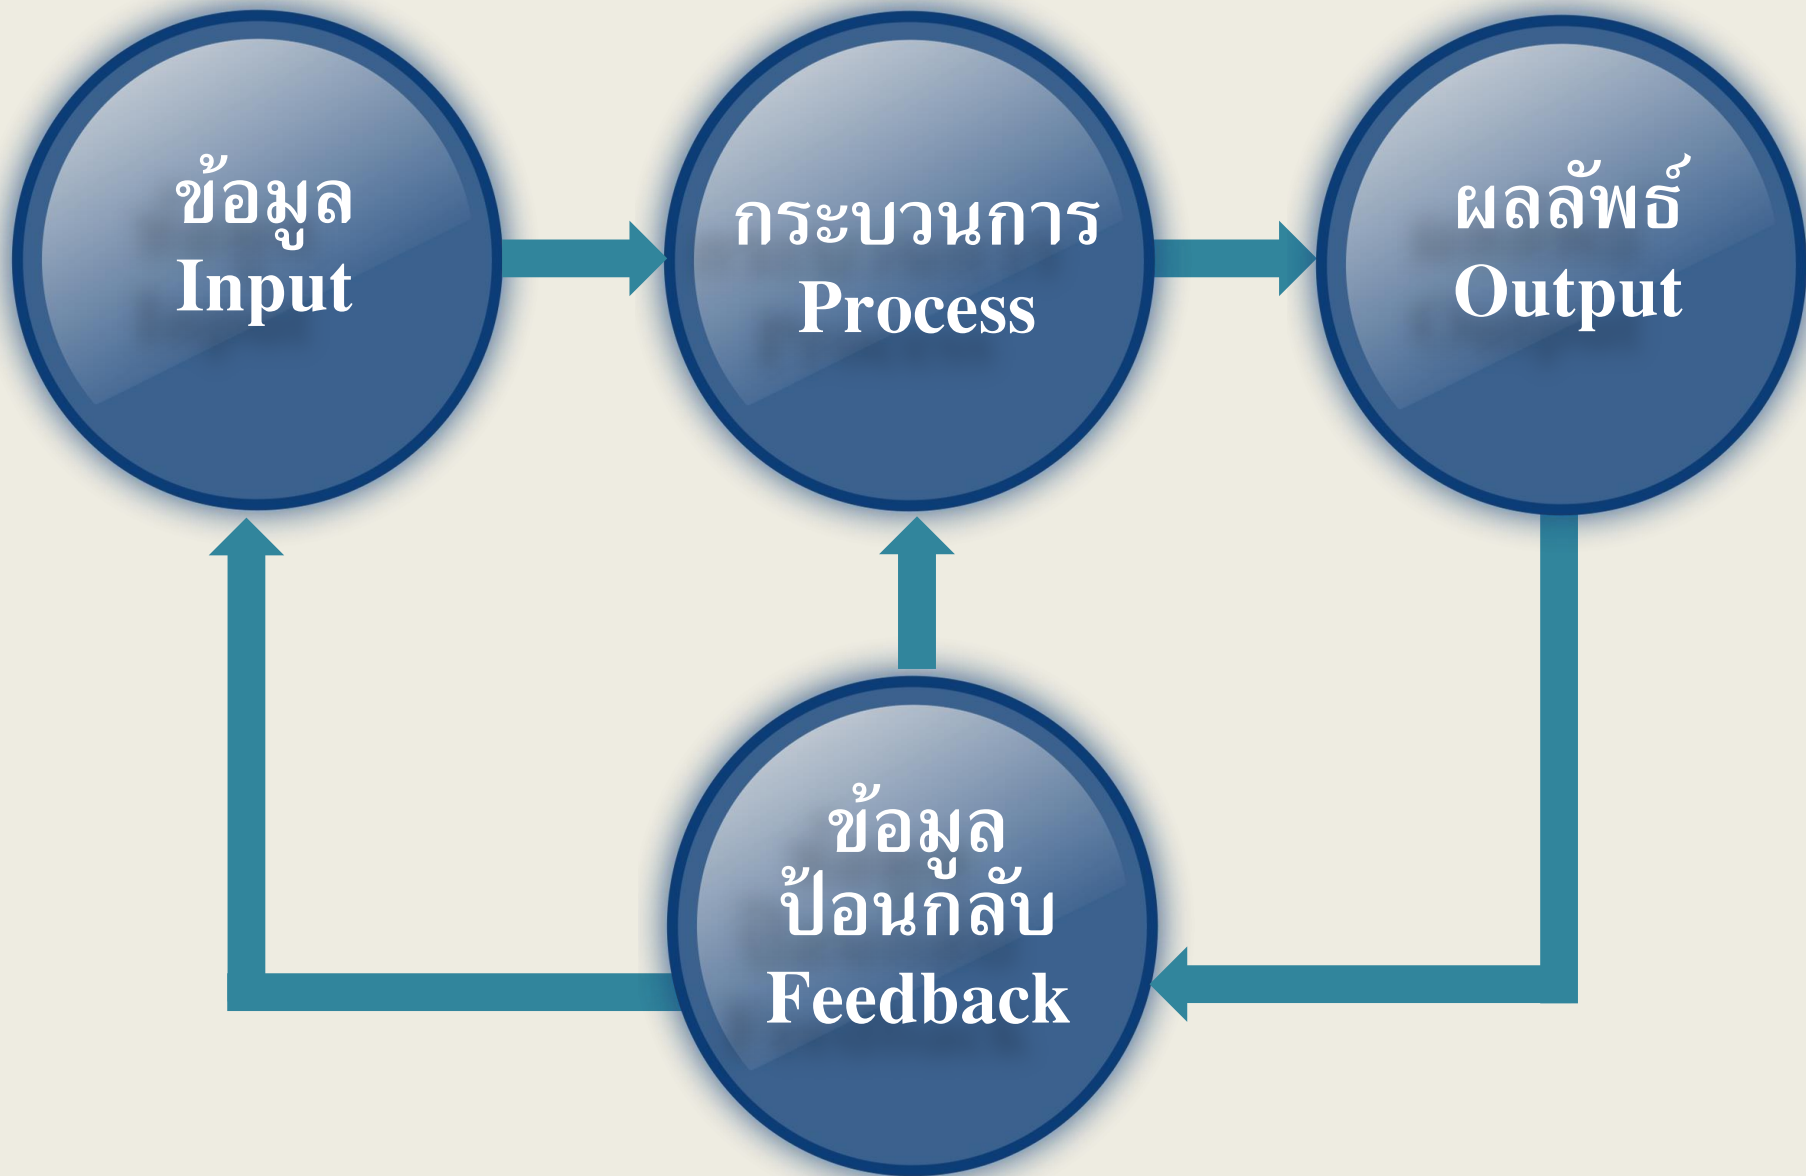 ข้อมูล
Input
กระบวนการ
Process
ผลลัพธ์
Output
ข้อมูล
ป้อนกลับ
Feedback